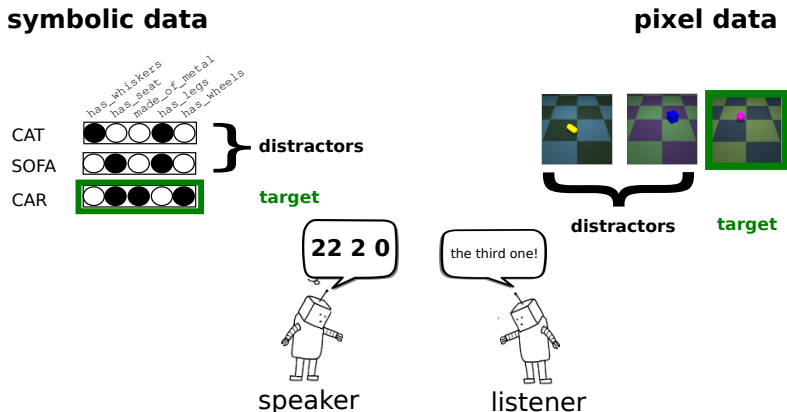 symbolic data
pixel data
has_whiskers
has_seat
made_of_metal
has_legs
has_wheels
CAT
SOFA
CAR
distractors
target
distractors
target
22 2 0
the third one!
speaker
listener